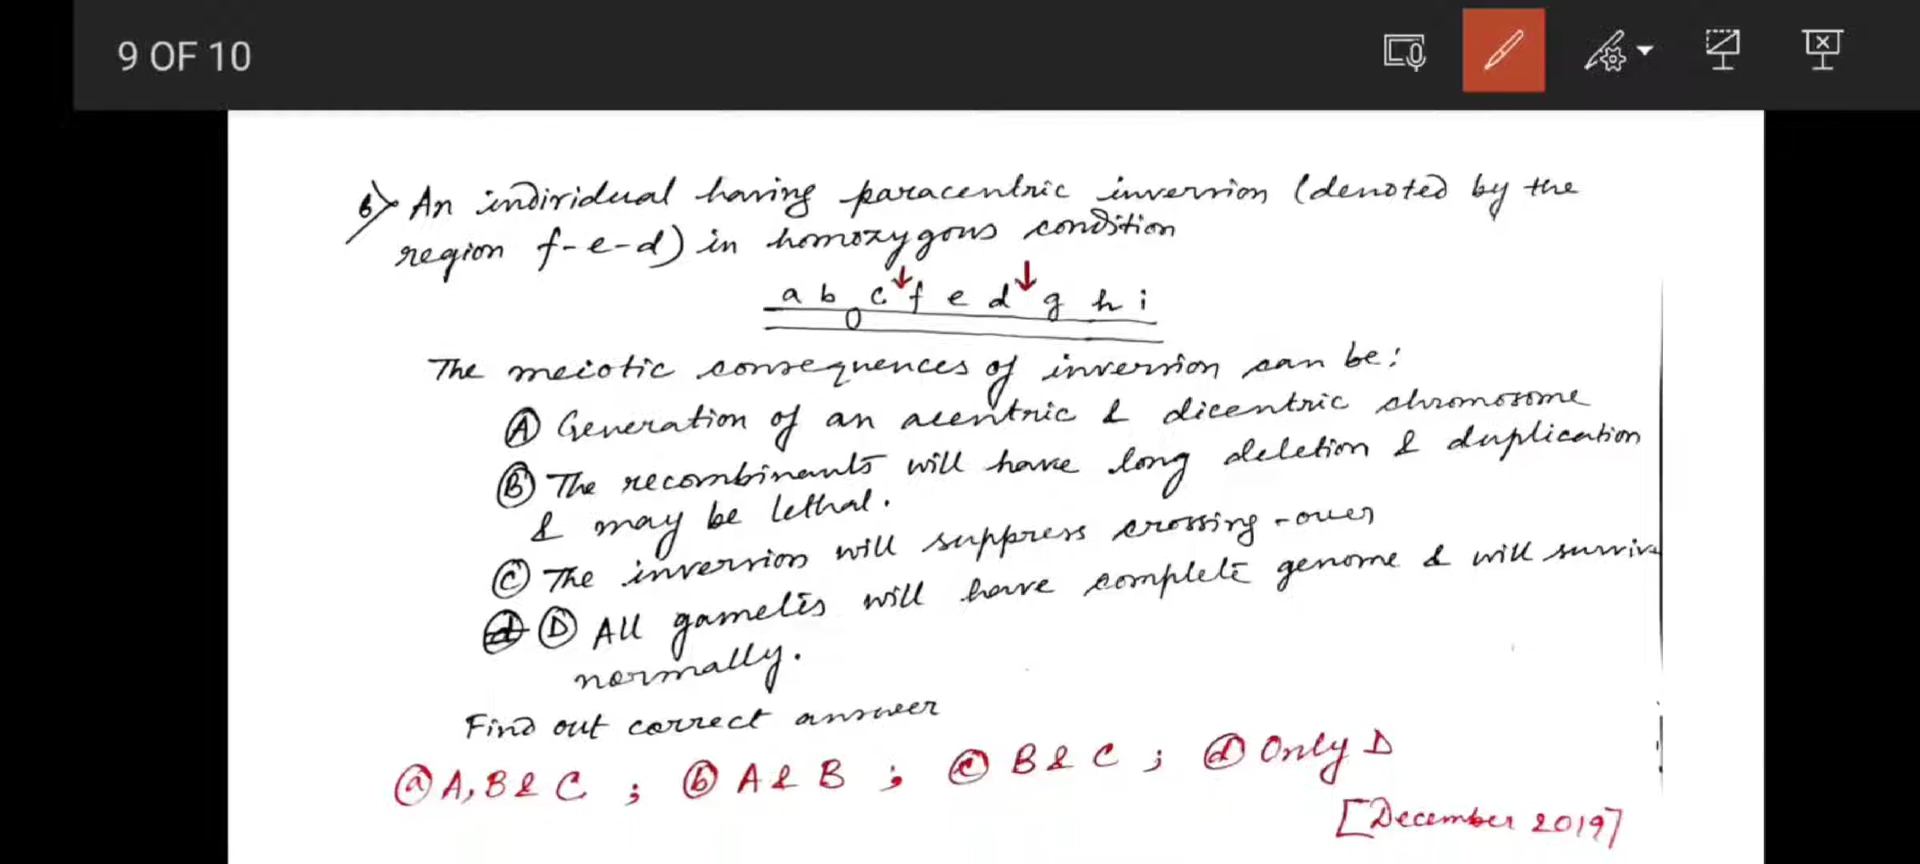 9 OF 10
6) An individual having paracentric inversion (denoted by the
region f-e-d) in homozygous condition
a b c f e d g h i
The meiotic consequences of inversion can be:
Ⓐ Generation of an acentric & dicentric chromosome
Ⓑ The recombinants will have long deletion & duplication
& may be lethal.
Ⓒ The inversion will suppress crossing-over
Ⓓ All gametes will have complete genome & will survive
normally.
Find out correct answer
ⓐ A, B & C ; ⓑ A & B ; ⓒ B & C ; ⓓ Only D
[December 2019]